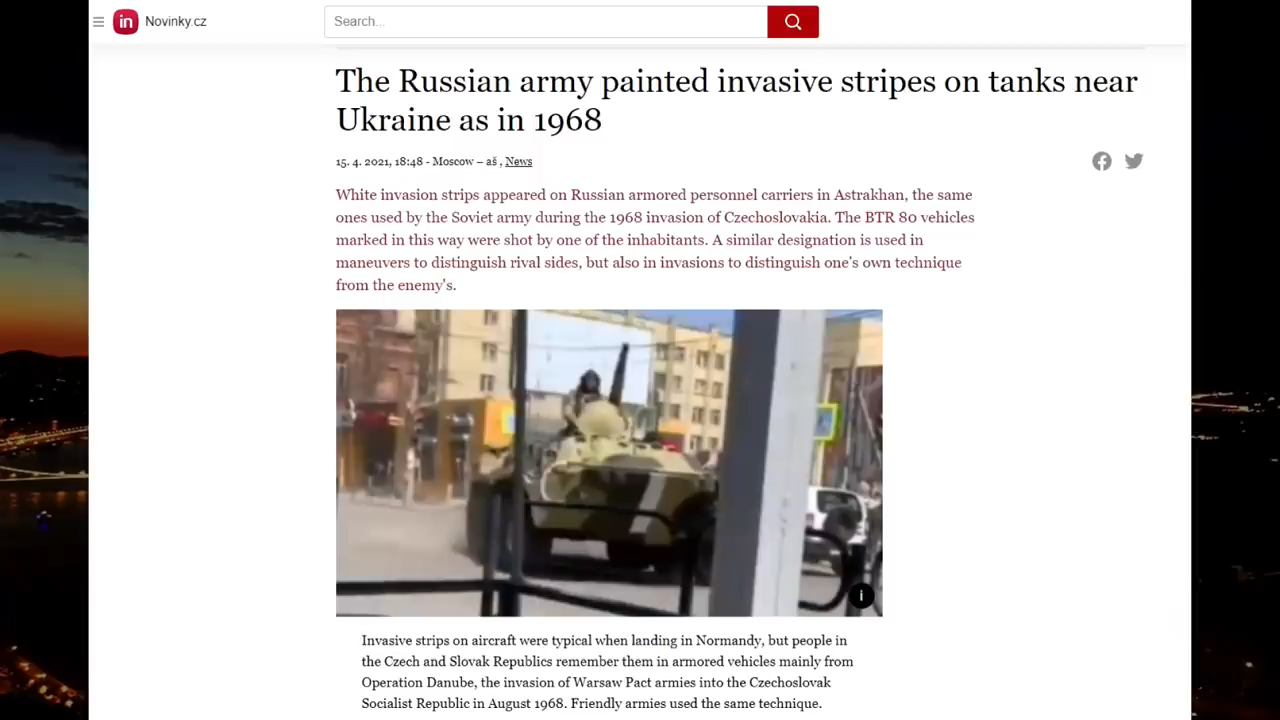 in Novinky.cz
Search...
The Russian army painted invasive stripes on tanks near
Ukraine as in 1968
15. 4. 2021, 18:48 - Moscow – aš , News
White invasion strips appeared on Russian armored personnel carriers in Astrakhan, the same
ones used by the Soviet army during the 1968 invasion of Czechoslovakia. The BTR 80 vehicles
marked in this way were shot by one of the inhabitants. A similar designation is used in
maneuvers to distinguish rival sides, but also in invasions to distinguish one's own technique
from the enemy's.
i
Invasive strips on aircraft were typical when landing in Normandy, but people in
the Czech and Slovak Republics remember them in armored vehicles mainly from
Operation Danube, the invasion of Warsaw Pact armies into the Czechoslovak
Socialist Republic in August 1968. Friendly armies used the same technique.